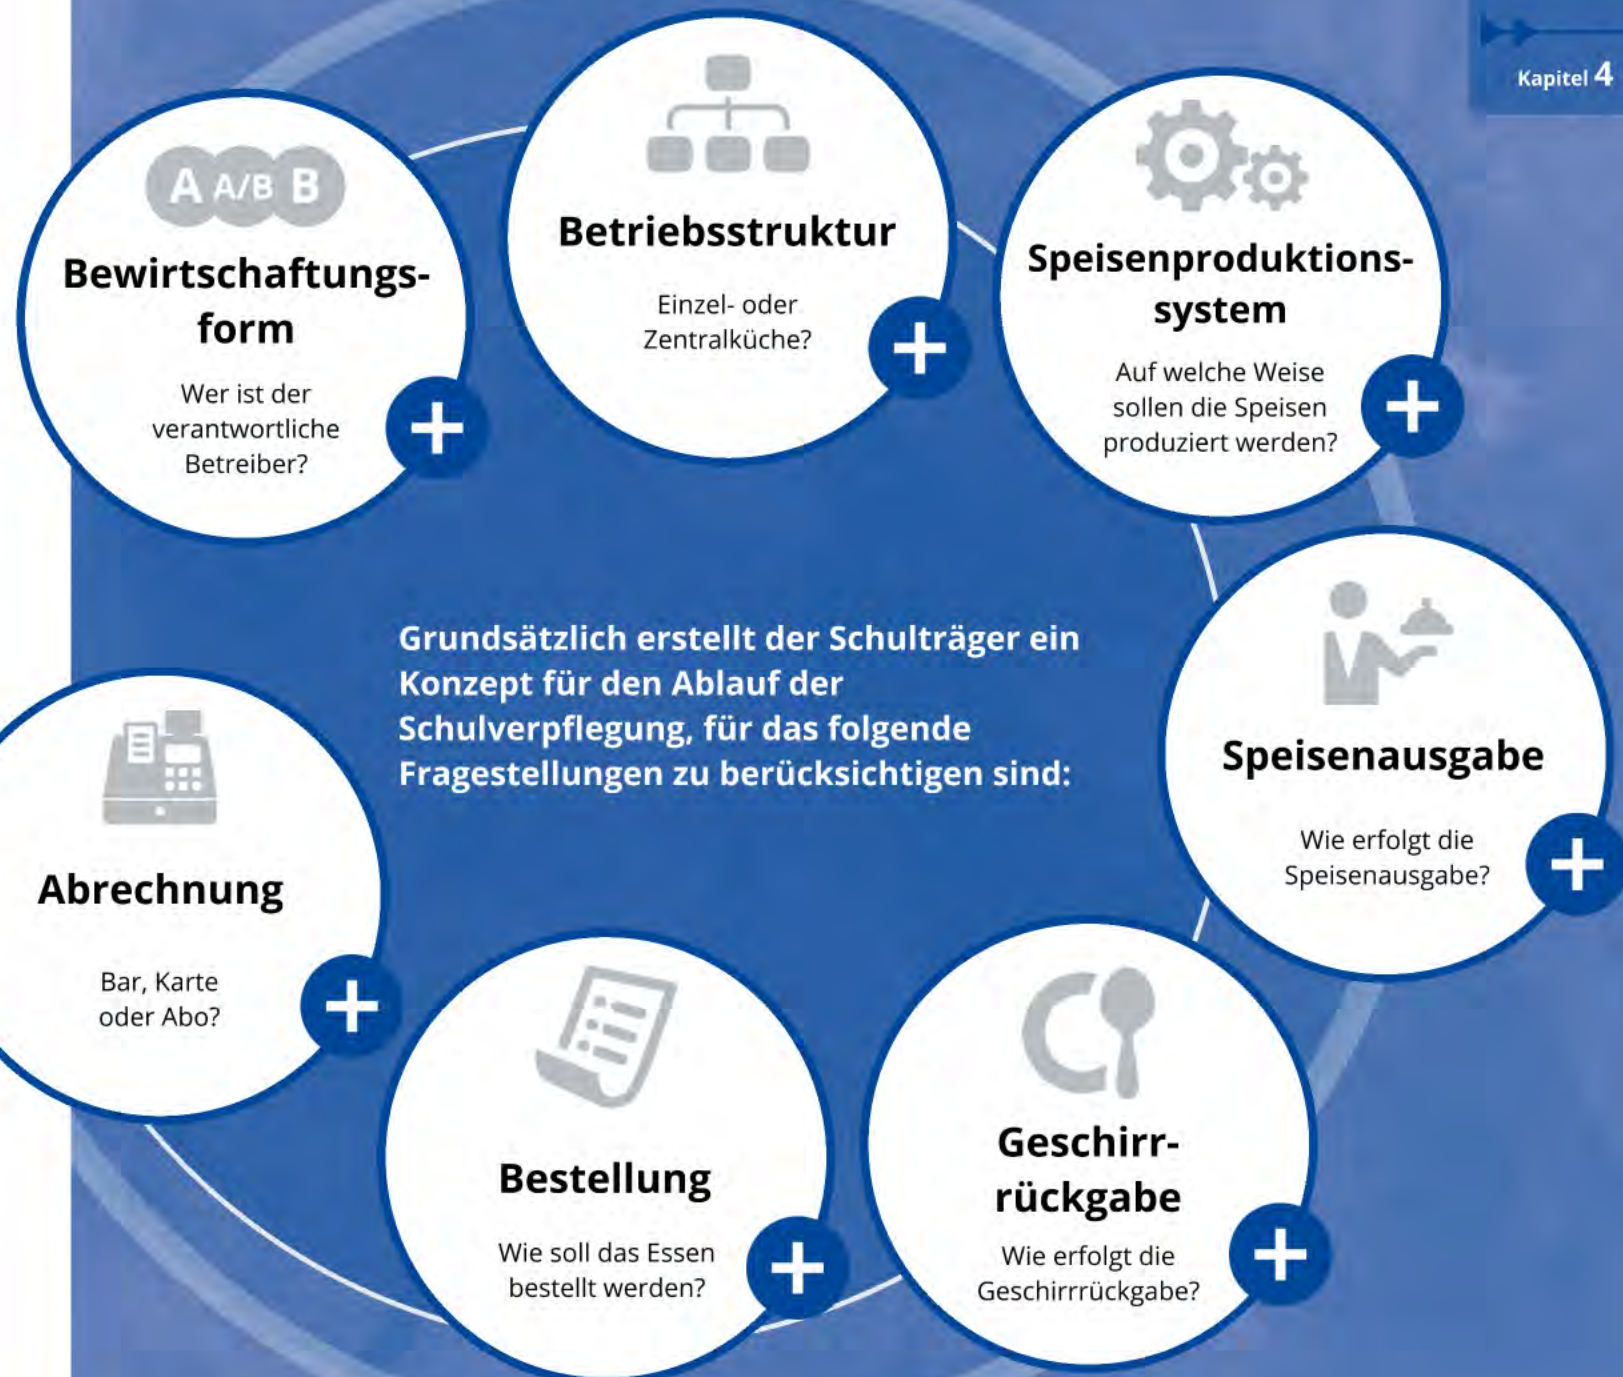 Kapitel 4
A A/B B
Bewirtschaftungs-
form
Wer ist der
verantwortliche
Betreiber?
Betriebsstruktur
Einzel- oder
Zentralküche?
Speisenproduktions-
system
Auf welche Weise
sollen die Speisen
produziert werden?
Grundsätzlich erstellt der Schulträger ein
Konzept für den Ablauf der
Schulverpflegung, für das folgende
Fragestellungen zu berücksichtigen sind:
Speisenausgabe
Wie erfolgt die
Speisenausgabe?
Geschirr-
rückgabe
Wie erfolgt die
Geschirrrückgabe?
Bestellung
Wie soll das Essen
bestellt werden?
Abrechnung
Bar, Karte
oder Abo?